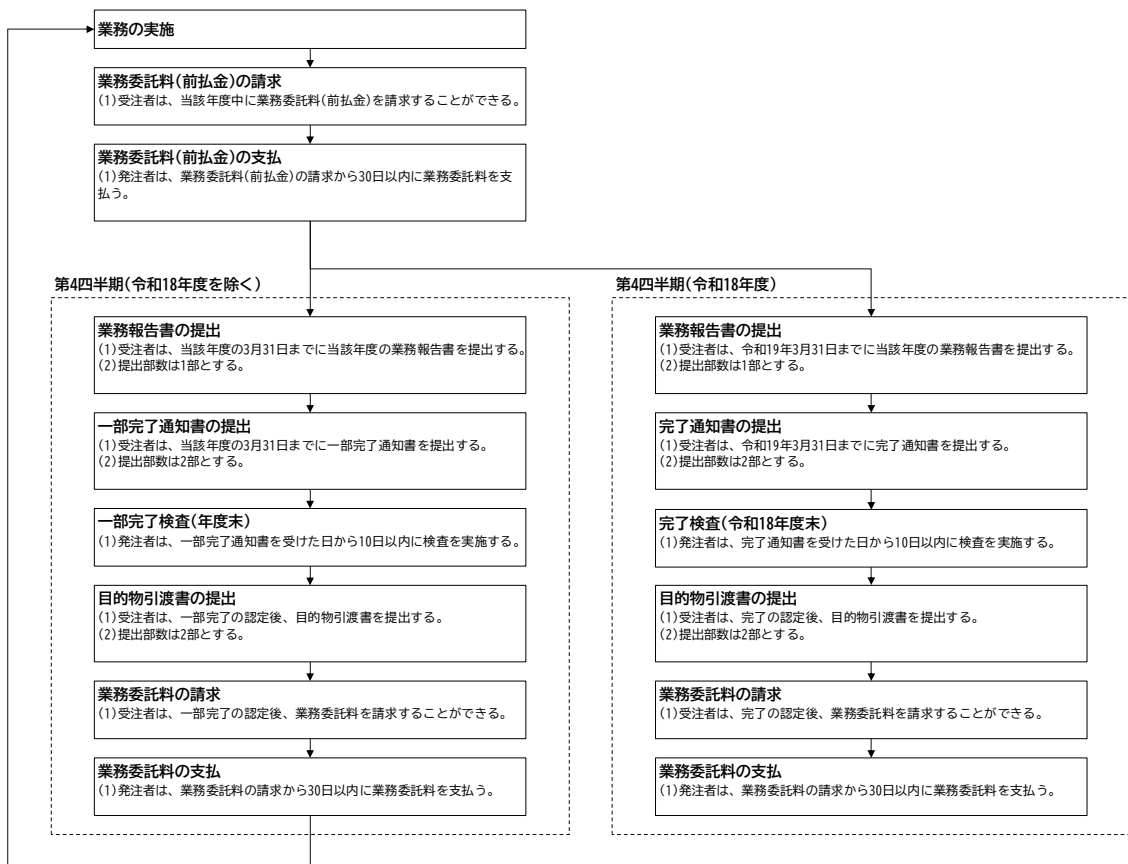 業務の実施
業務委託料(前払金)の請求
(1)受注者は、当該年度中に業務委託料(前払金)を請求することができる。
業務委託料(前払金)の支払
(1)発注者は、業務委託料(前払金)の請求から30日以内に業務委託料を支
払う。
第4四半期(令和18年度を除く)
業務報告書の提出
(1)受注者は、当該年度の3月31日までに当該年度の業務報告書を提出する。
(2)提出部数は1部とする。
一部完了通知書の提出
(1)受注者は、当該年度の3月31日までに一部完了通知書を提出する。
(2)提出部数は2部とする。
一部完了検査(年度末)
(1)発注者は、一部完了通知書を受けた日から10日以内に検査を実施する。
目的物引渡書の提出
(1)受注者は、一部完了の認定後、目的物引渡書を提出する。
(2)提出部数は2部とする。
業務委託料の請求
(1)受注者は、一部完了の認定後、業務委託料を請求することができる。
業務委託料の支払
(1)発注者は、業務委託料の請求から30日以内に業務委託料を支払う。
第4四半期(令和18年度)
業務報告書の提出
(1)受注者は、令和19年3月31日までに当該年度の業務報告書を提出する。
(2)提出部数は1部とする。
完了通知書の提出
(1)受注者は、令和19年3月31日までに完了通知書を提出する。
(2)提出部数は2部とする。
完了検査(令和18年度末)
(1)発注者は、完了通知書を受けた日から10日以内に検査を実施する。
目的物引渡書の提出
(1)受注者は、完了の認定後、目的物引渡書を提出する。
(2)提出部数は2部とする。
業務委託料の請求
(1)受注者は、完了の認定後、業務委託料を請求することができる。
業務委託料の支払
(1)発注者は、業務委託料の請求から30日以内に業務委託料を支払う。